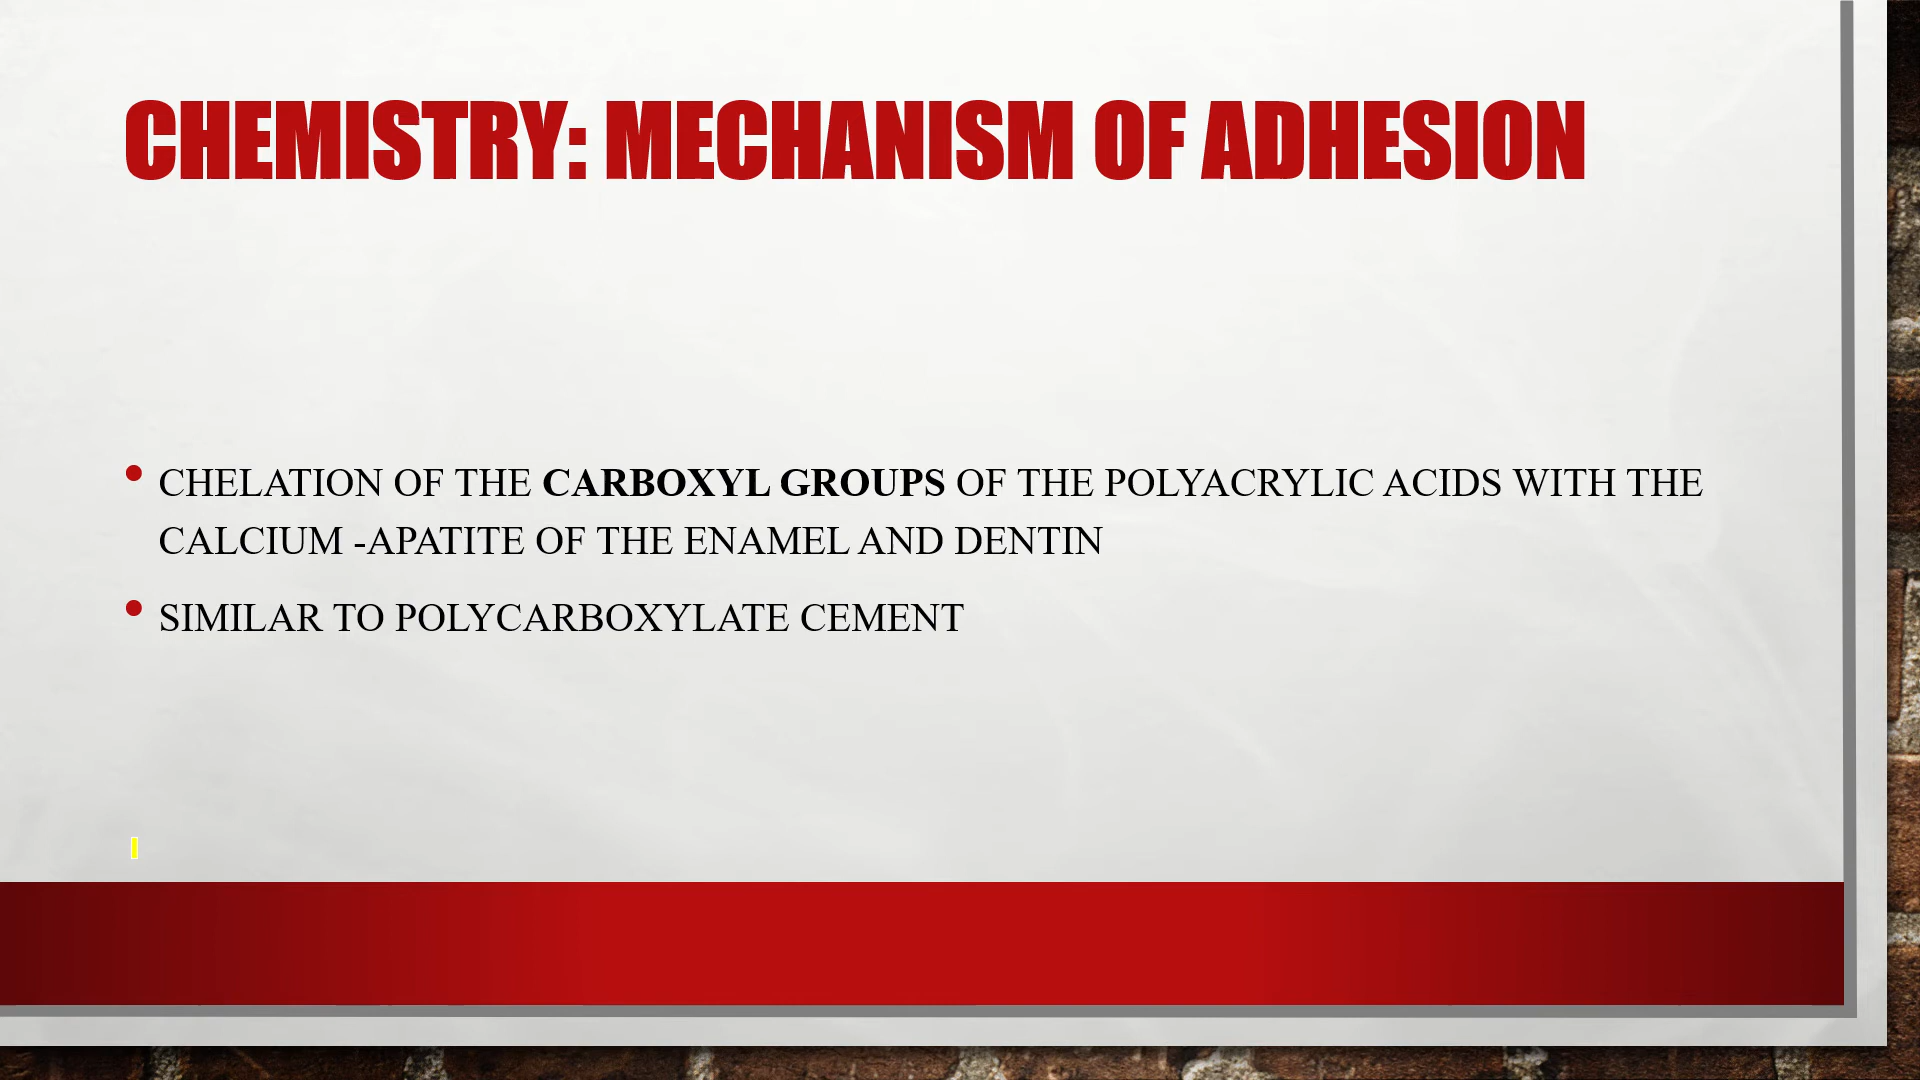 CHEMISTRY: MECHANISM OF ADHESION
• CHELATION OF THE CARBOXYL GROUPS OF THE POLYACRYLIC ACIDS WITH THE
CALCIUM -APATITE OF THE ENAMEL AND DENTIN
• SIMILAR TO POLYCARBOXYLATE CEMENT